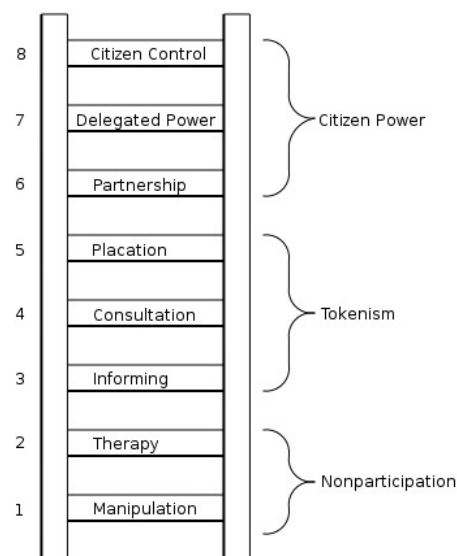 8 Citizen Control
7 Delegated Power Citizen Power
6 Partnership
5 Placation
4 Consultation Tokenism
3 Informing
2 Therapy
Nonparticipation
1 Manipulation